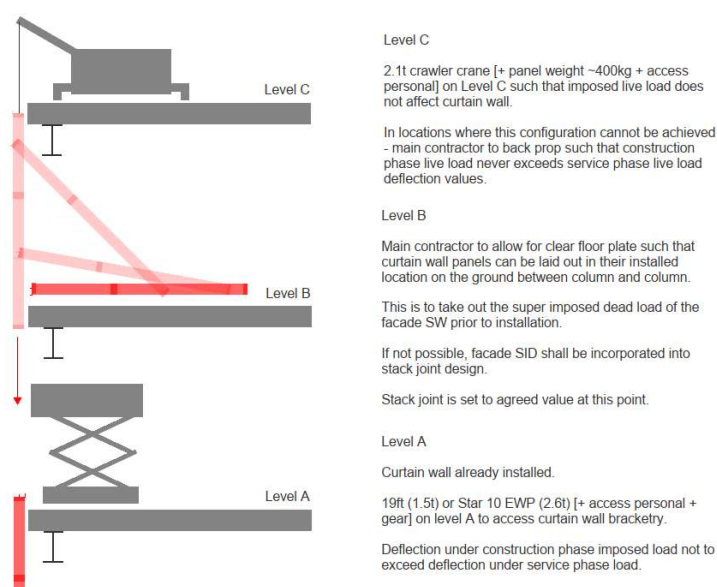 Level C
2.1t crawler crane [+ panel weight ~400kg + access
personal] on Level C such that imposed live load does
not affect curtain wall.
In locations where this configuration cannot be achieved
- main contractor to back prop such that construction
phase live load never exceeds service phase live load
deflection values.
Level C
Level B
Main contractor to allow for clear floor plate such that
curtain wall panels can be laid out in their installed
location on the ground between column and column.
This is to take out the super imposed dead load of the
facade SW prior to installation.
If not possible, facade SID shall be incorporated into
stack joint design.
Stack joint is set to agreed value at this point.
Level B
Level A
Curtain wall already installed.
19ft (1.5t) or Star 10 EWP (2.6t) [+ access personal +
gear] on level A to access curtain wall bracketry.
Deflection under construction phase imposed load not to
exceed deflection under service phase load.
Level A